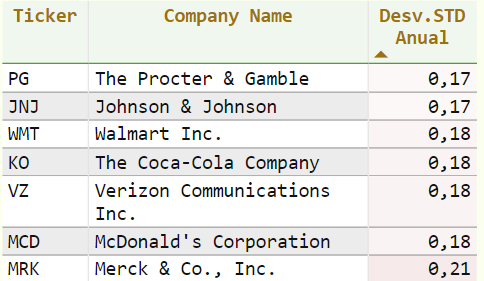 Ticker Company Name Desv.STD
Anual
PG The Procter & Gamble 0,17
JNJ Johnson & Johnson 0,17
WMT Walmart Inc. 0,18
KO The Coca-Cola Company 0,18
VZ Verizon Communications 0,18
Inc.
MCD McDonald's Corporation 0,18
MRK Merck & Co., Inc. 0,21